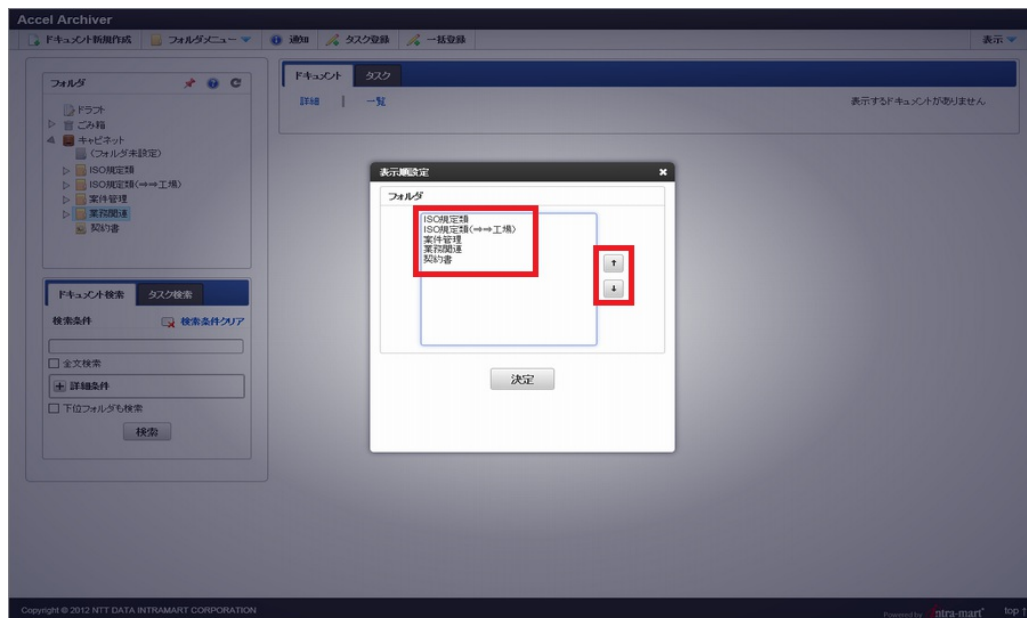 Accel Archiver
ドキュメント新規作成 フォルダメニュー 通知 タスク登録 一括登録 表示
フォルダ
ドラフト
ごみ箱
キャビネット
(フォルダ未設定)
ISO規定類
ISO規定類(⇒⇒工場)
案件管理
業務関連
契約書
ドキュメント検索 タスク検索
検索条件 検索条件クリア
全文検索
詳細条件
下位フォルダも検索
検索
ドキュメント タスク
詳細 | 一覧 表示するドキュメントがありません
表示順設定
フォルダ
ISO規定類
ISO規定類(⇒⇒工場)
案件管理
業務関連
契約書
↑
↓
決定
Copyright © 2012 NTT DATA INTRAMART CORPORATION Powered by intra-mart top ↑